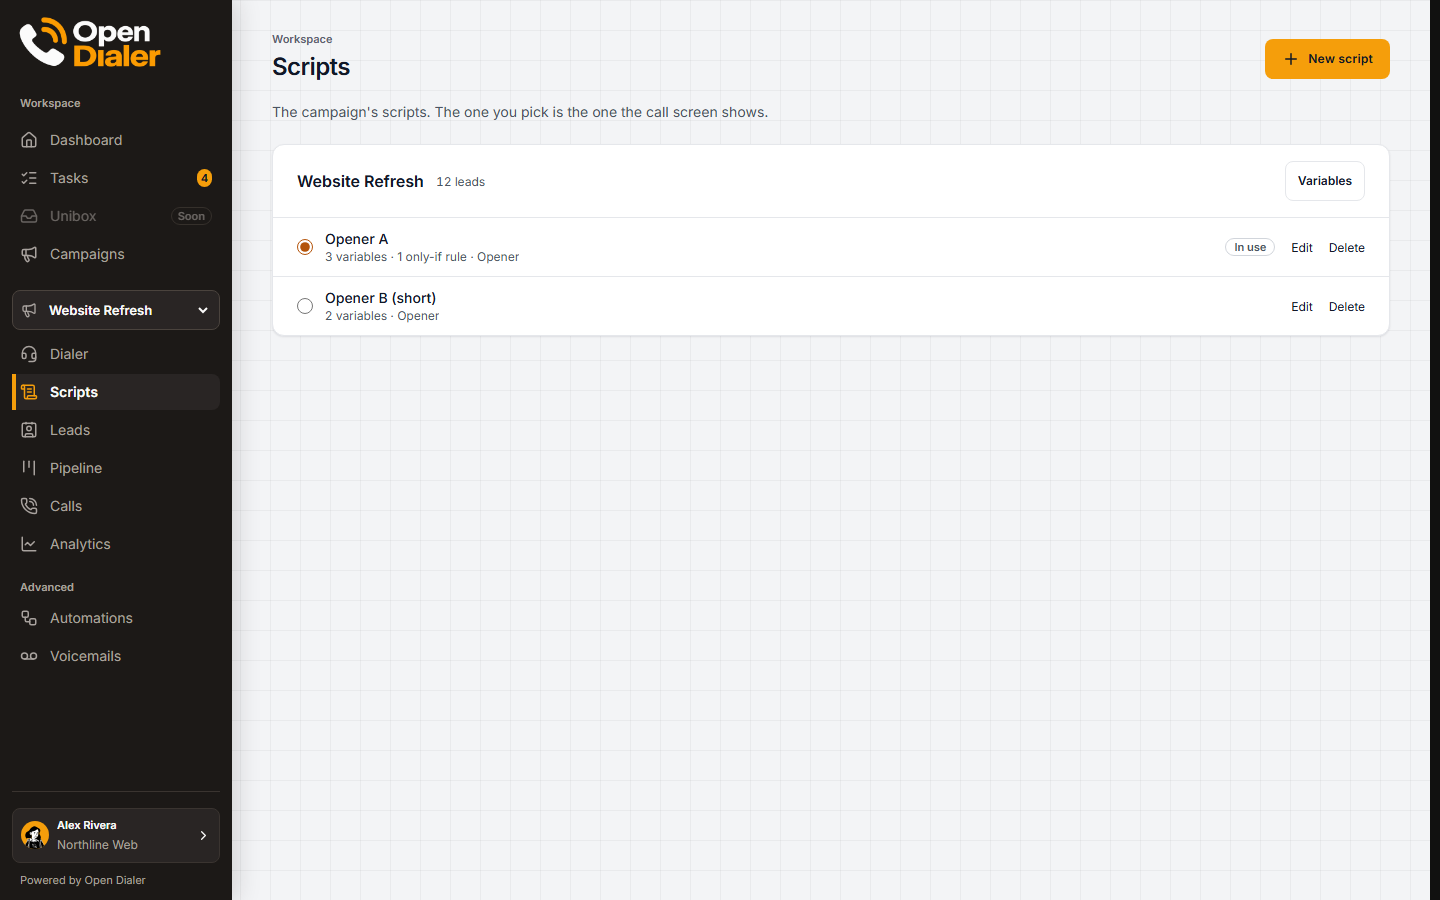 Open
Dialer
Workspace
Dashboard
Tasks 4
Unibox Soon
Campaigns
Website Refresh
Dialer
Scripts
Leads
Pipeline
Calls
Analytics
Advanced
Automations
Voicemails
Alex Rivera
Northline Web
Powered by Open Dialer
Workspace
Scripts
New script
The campaign's scripts. The one you pick is the one the call screen shows.
Website Refresh 12 leads Variables
Opener A
3 variables · 1 only-if rule · Opener
In use Edit Delete
Opener B (short)
2 variables · Opener
Edit Delete